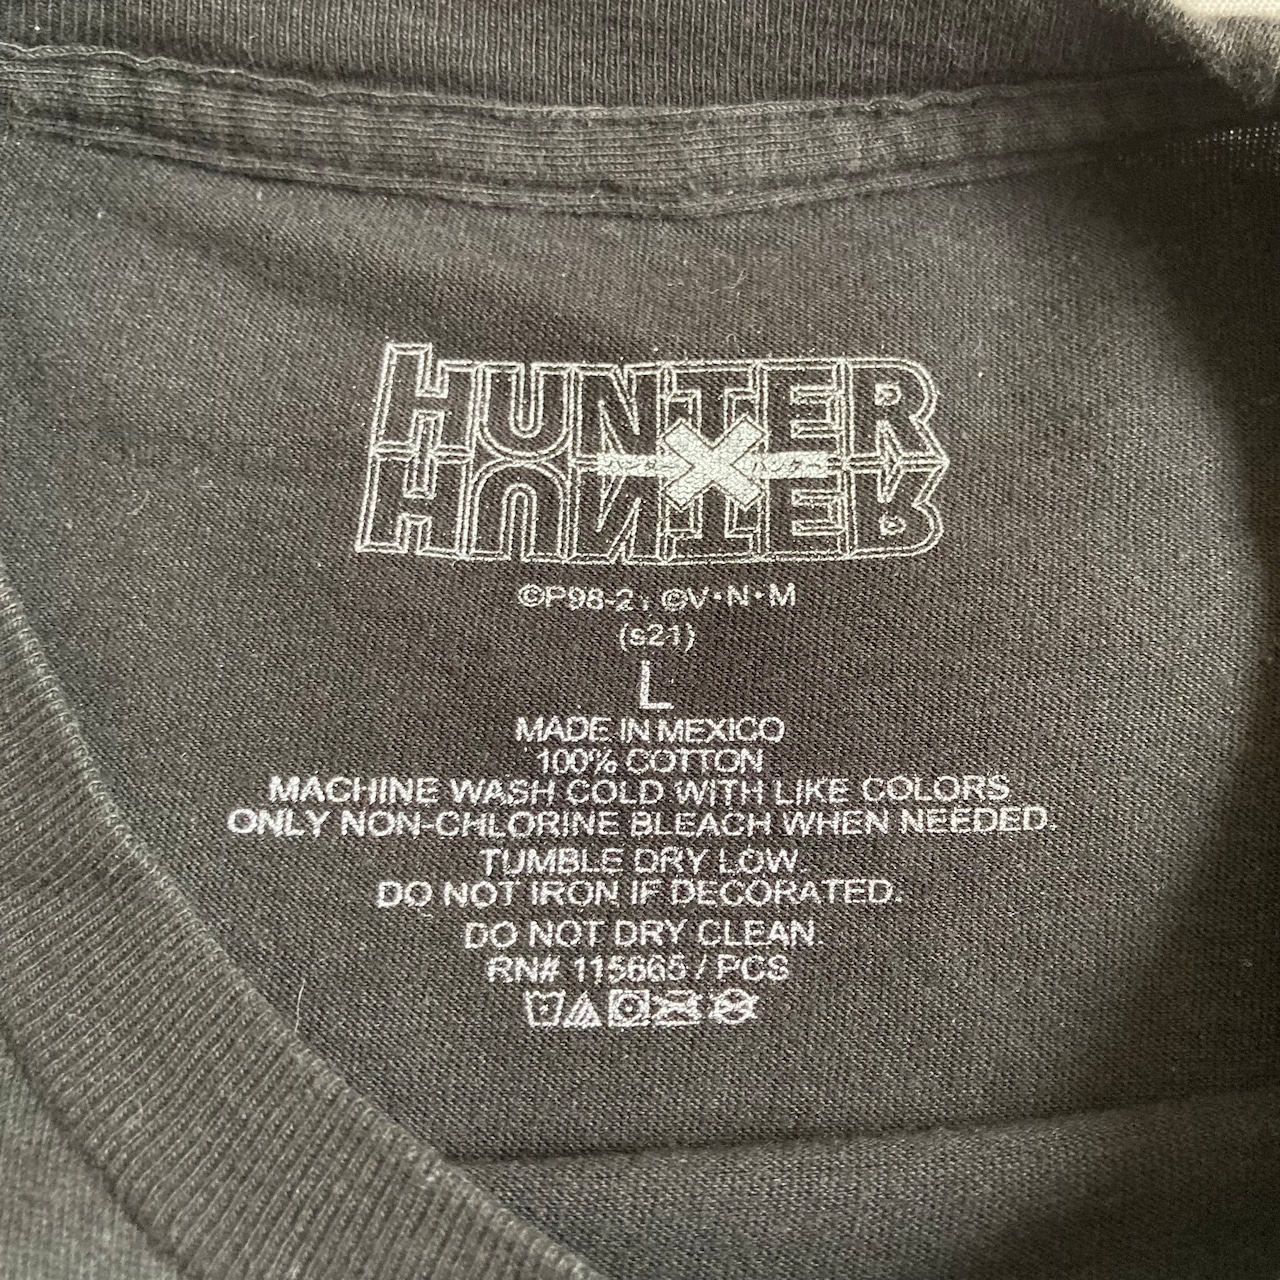 HUNTER
X
HUNTER
©P98-21 ©V•N•M
(s21)
L
MADE IN MEXICO
100% COTTON
MACHINE WASH COLD WITH LIKE COLORS
ONLY NON-CHLORINE BLEACH WHEN NEEDED.
TUMBLE DRY LOW.
DO NOT IRON IF DECORATED.
DO NOT DRY CLEAN.
RN# 115665 / PCS